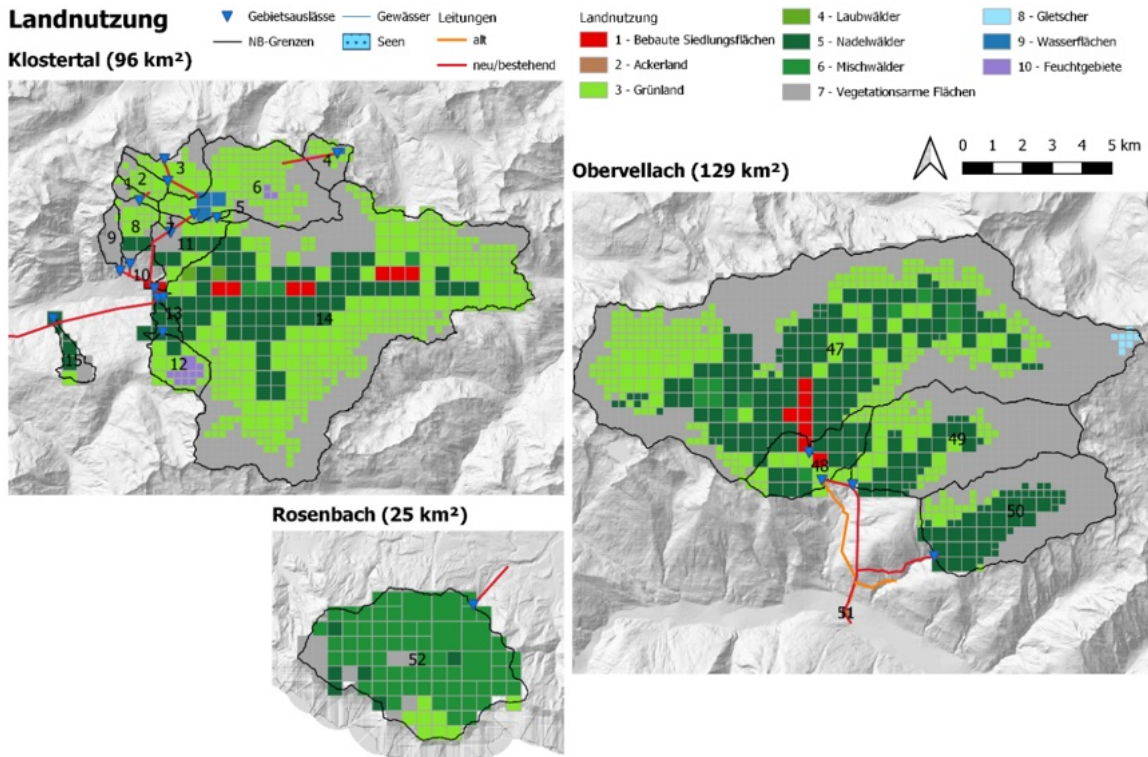 Landnutzung
Gebietsauslässe
Gewässer
Leitungen
NB-Grenzen
Seen
alt
neu/bestehend
Landnutzung
1 - Bebaute Siedlungsflächen
2 - Ackerland
3 - Grünland
4 - Laubwälder
5 - Nadelwälder
6 - Mischwälder
7 - Vegetationsarme Flächen
8 - Gletscher
9 - Wasserflächen
10 - Feuchtgebiete
0 1 2 3 4 5 km
Klostertal (96 km²)
1
2
3
4
5
6
7
8
9
10
11
12
13
14
15
Obervellach (129 km²)
47
48
49
50
51
Rosenbach (25 km²)
52